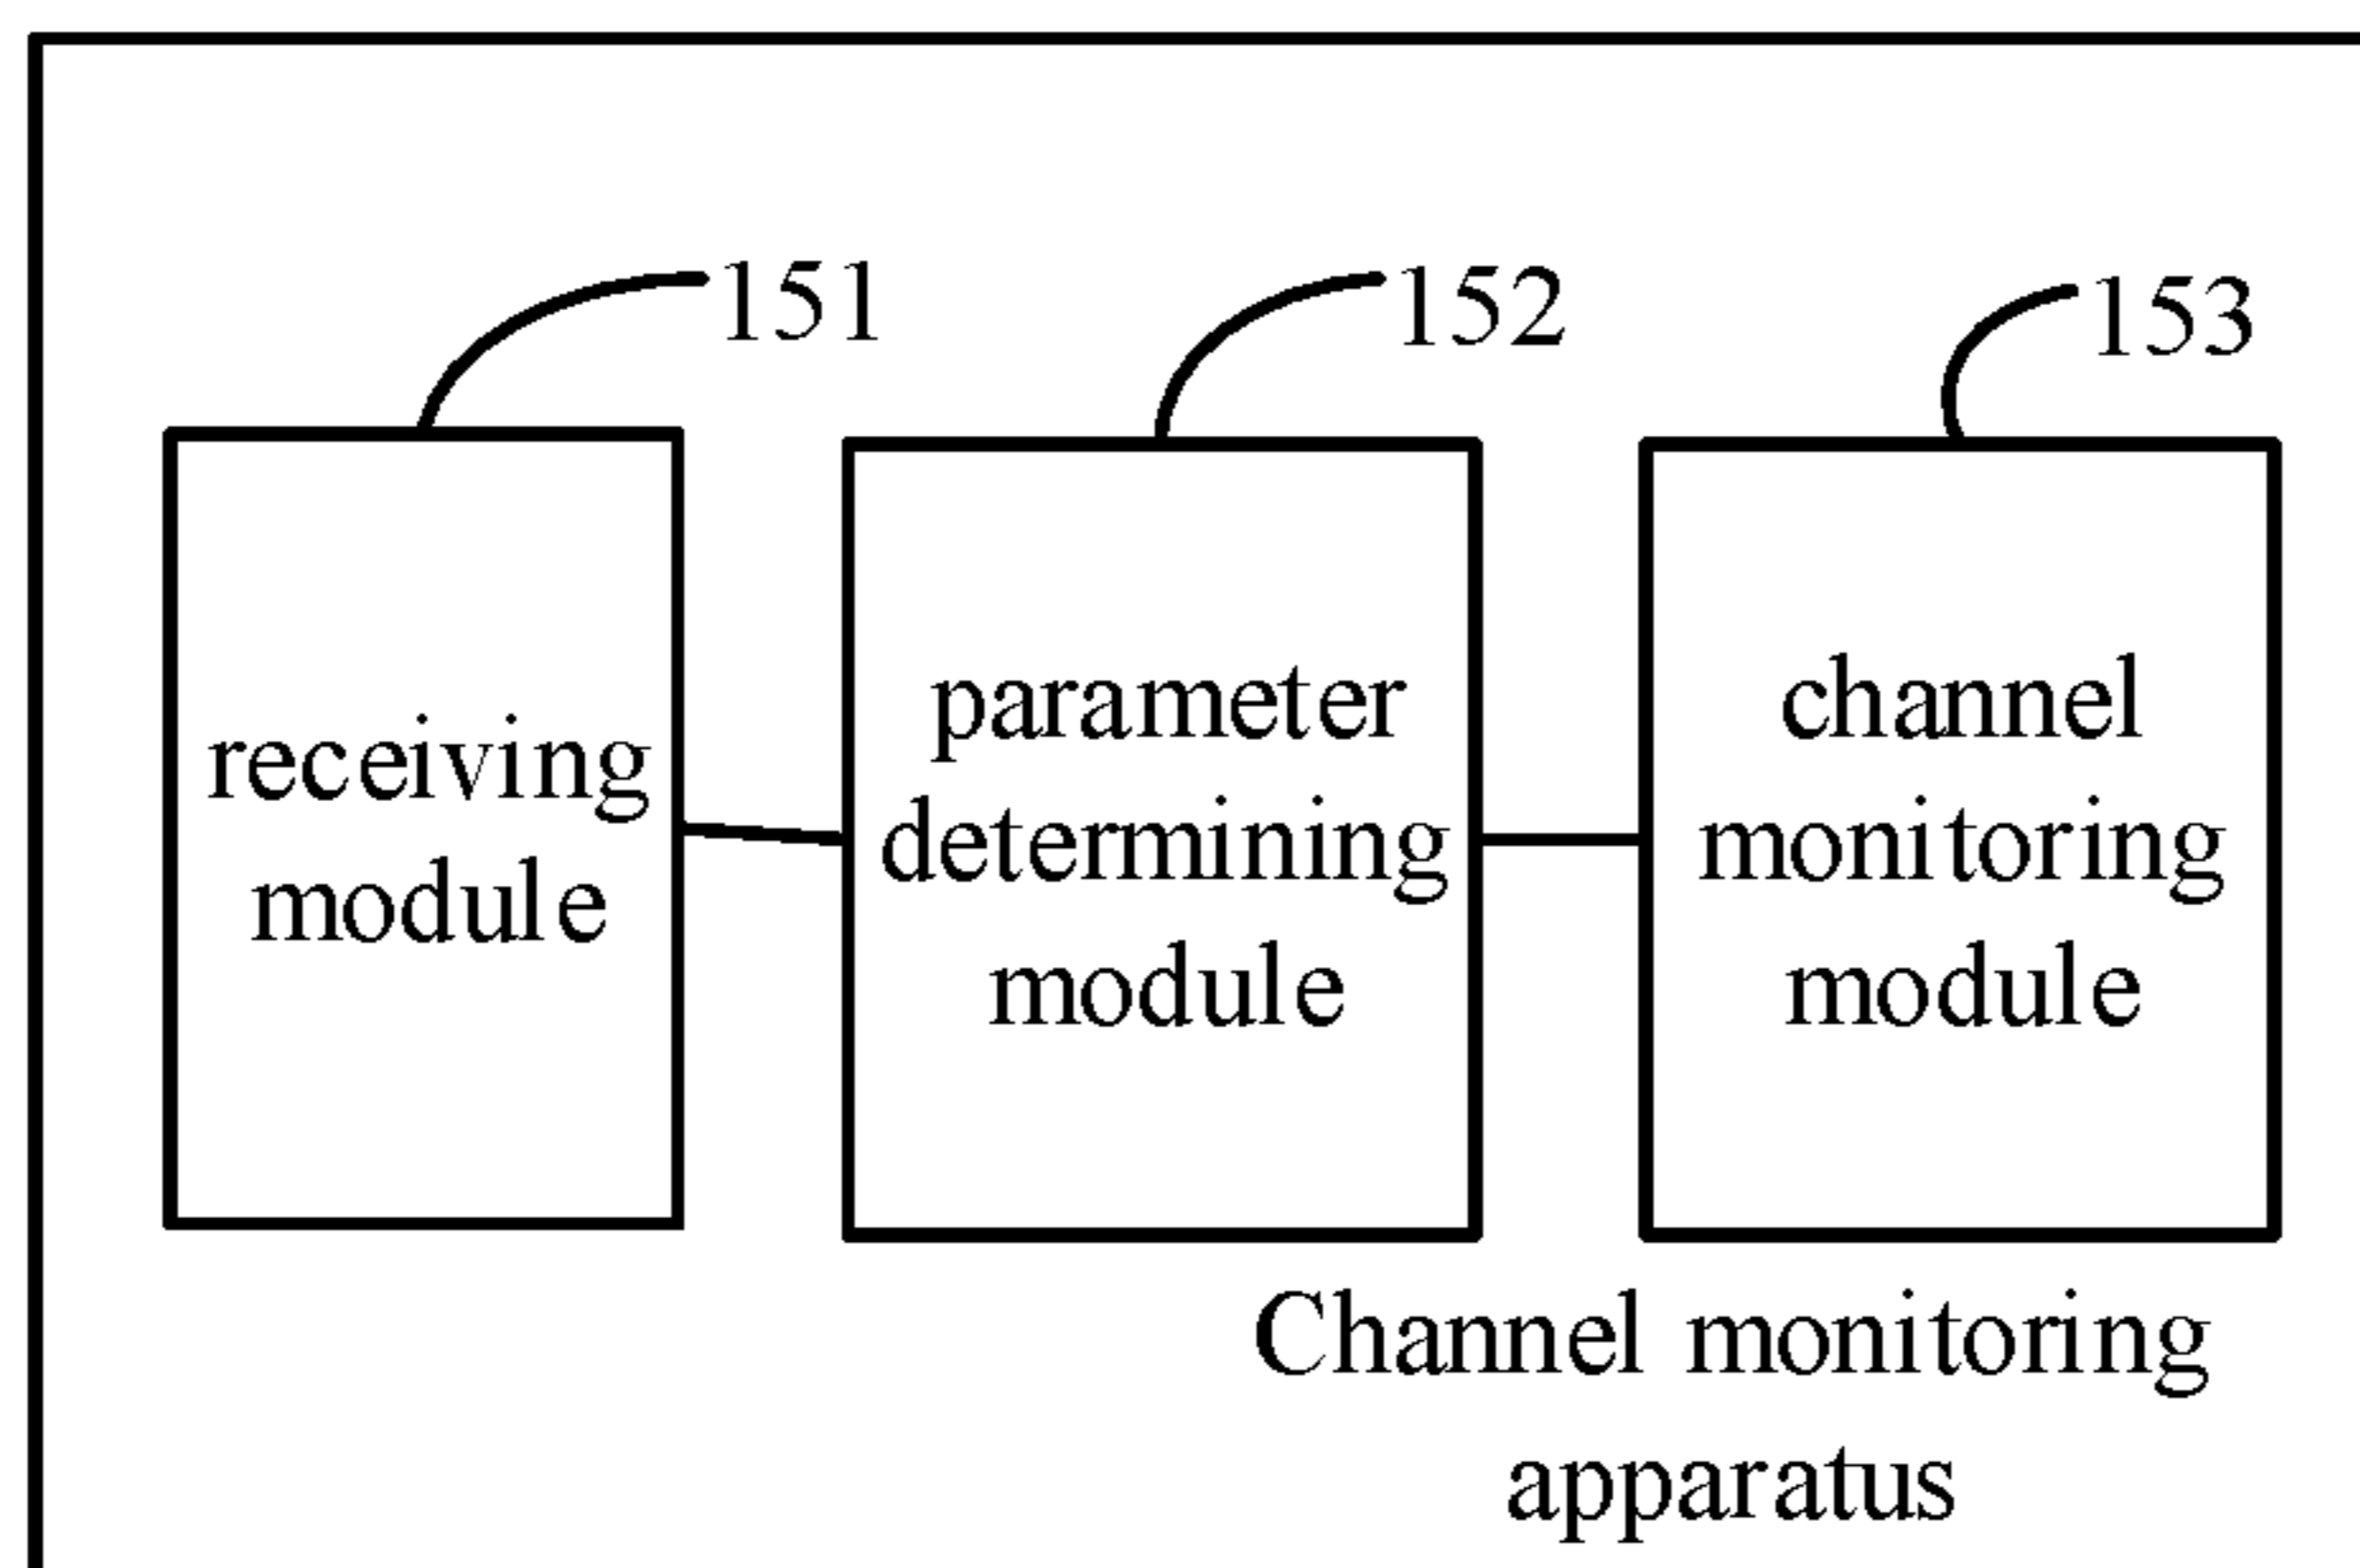 151
152
153
receiving
module
parameter
determining
module
channel
monitoring
module
Channel monitoring
apparatus